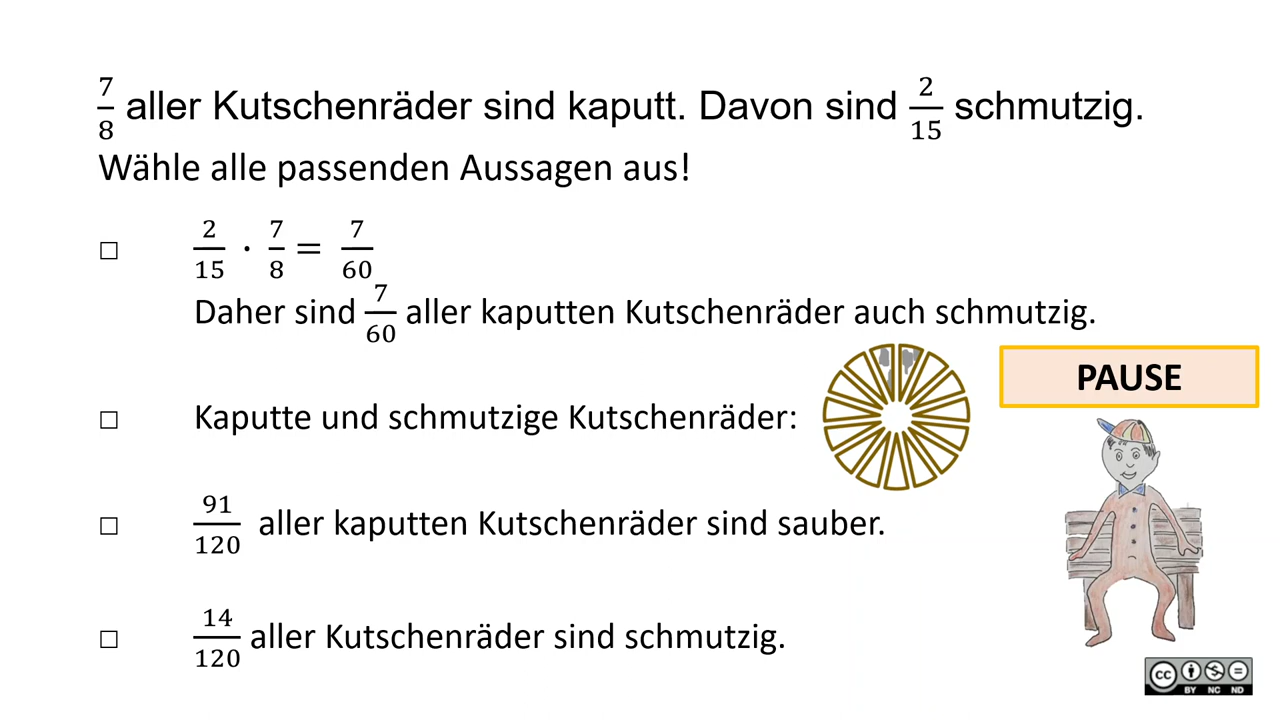 7/8 aller Kutschenräder sind kaputt. Davon sind 2/15 schmutzig.
Wähle alle passenden Aussagen aus!
☐ 2/15 · 7/8 = 7/60
Daher sind 7/60 aller kaputten Kutschenräder auch schmutzig.
☐ Kaputte und schmutzige Kutschenräder:
PAUSE
☐ 91/120 aller kaputten Kutschenräder sind sauber.
☐ 14/120 aller Kutschenräder sind schmutzig.
cc BY NC ND